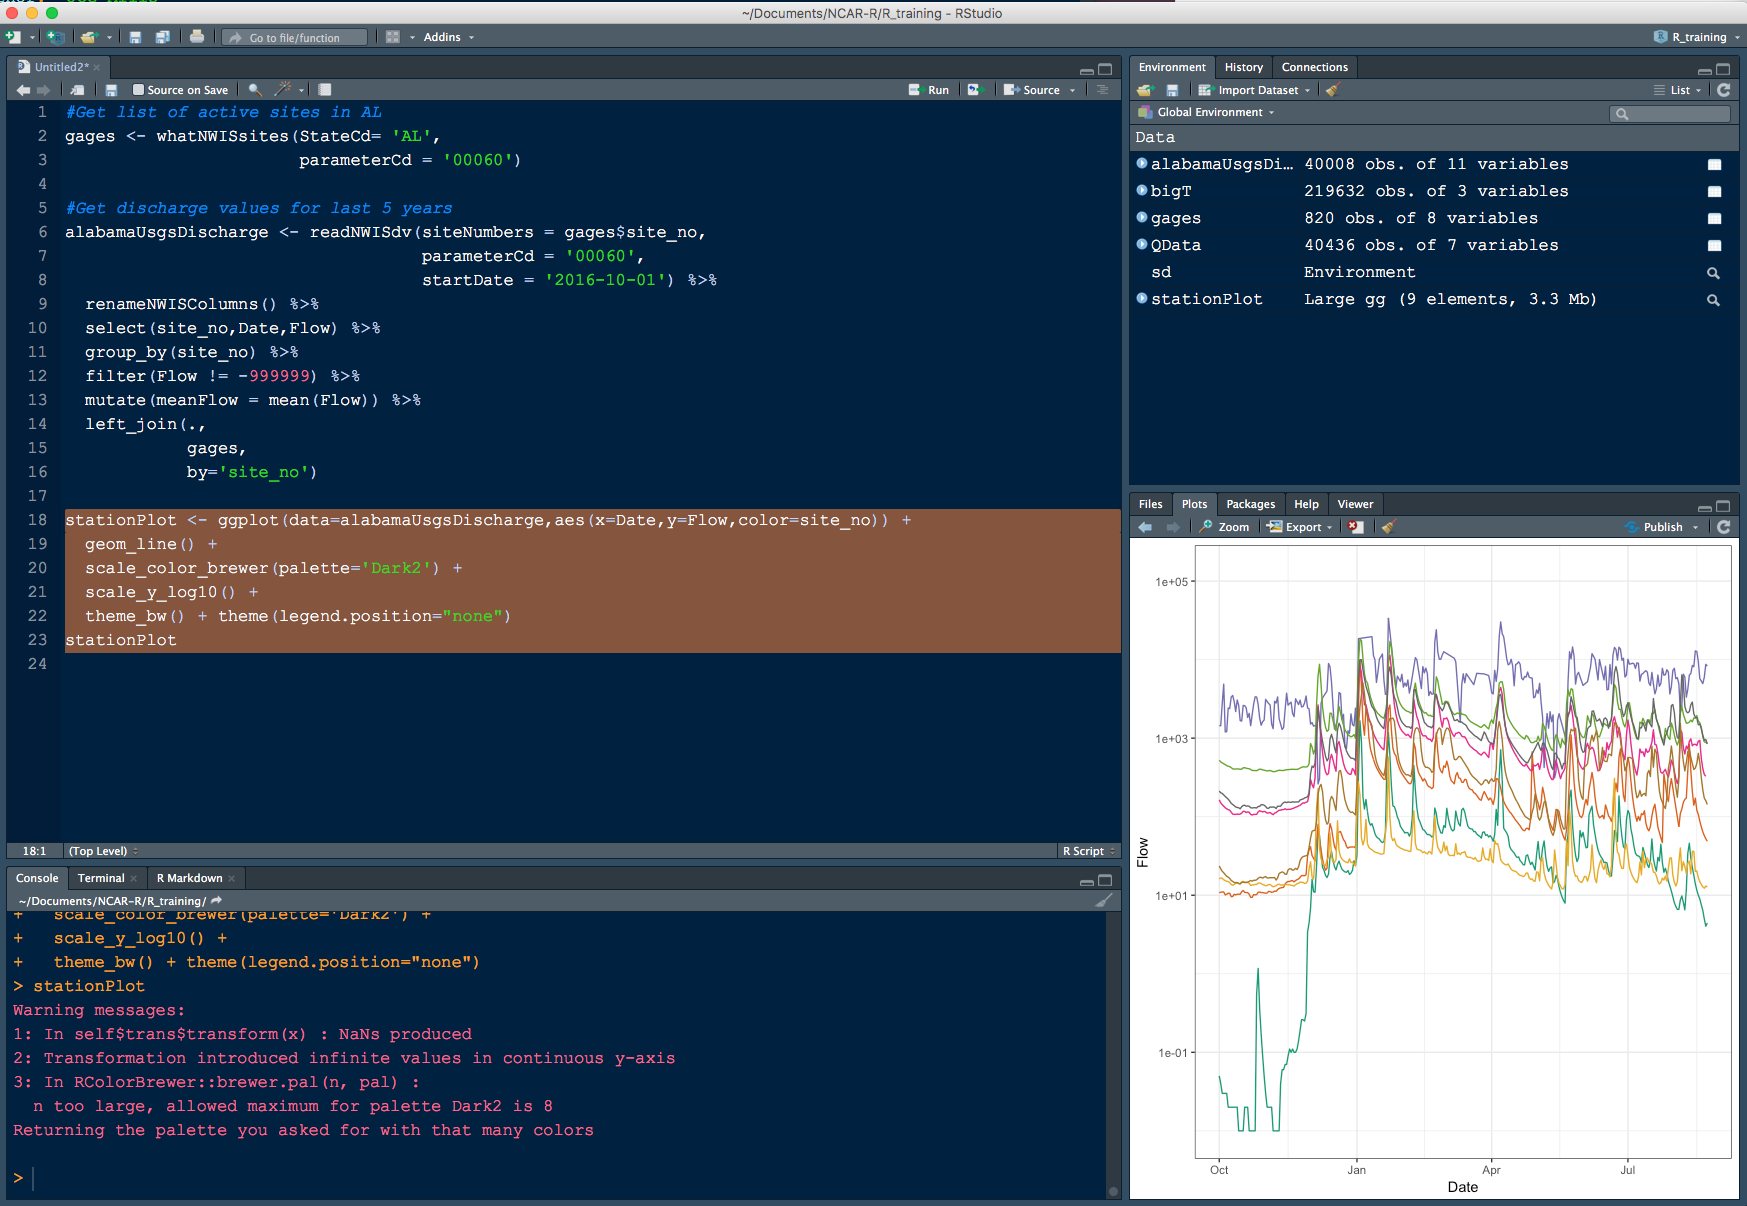 ~/Documents/NCAR-R/R_training - RStudio
Go to file/function
Addins
R_training
Untitled2*
Source on Save
Run
Source
1 #Get list of active sites in AL
2 gages <- whatNWISsites(StateCd= 'AL',
3 parameterCd = '00060')
4
5 #Get discharge values for last 5 years
6 alabamaUsgsDischarge <- readNWISdv(siteNumbers = gages$site_no,
7 parameterCd = '00060',
8 startDate = '2016-10-01') %>%
9 renameNWISColumns() %>%
10 select(site_no,Date,Flow) %>%
11 group_by(site_no) %>%
12 filter(Flow != -999999) %>%
13 mutate(meanFlow = mean(Flow)) %>%
14 left_join(.,
15 gages,
16 by='site_no')
17
18 stationPlot <- ggplot(data=alabamaUsgsDischarge,aes(x=Date,y=Flow,color=site_no)) +
19 geom_line() +
20 scale_color_brewer(palette='Dark2') +
21 scale_y_log10() +
22 theme_bw() + theme(legend.position="none")
23 stationPlot
24
18:1 (Top Level) R Script
Console Terminal R Markdown
~/Documents/NCAR-R/R_training/
+ scale_color_brewer(palette='Dark2') +
+ scale_y_log10() +
+ theme_bw() + theme(legend.position="none")
> stationPlot
Warning messages:
1: In self$trans$transform(x) : NaNs produced
2: Transformation introduced infinite values in continuous y-axis
3: In RColorBrewer::brewer.pal(n, pal) :
n too large, allowed maximum for palette Dark2 is 8
Returning the palette you asked for with that many colors
>
Environment History Connections
Import Dataset List
Global Environment
Data
alabamaUsgsDi… 40008 obs. of 11 variables
bigT 219632 obs. of 3 variables
gages 820 obs. of 8 variables
QData 40436 obs. of 7 variables
sd Environment
stationPlot Large gg (9 elements, 3.3 Mb)
Files Plots Packages Help Viewer
Zoom Export Publish
1e+05
1e+03
1e+01
1e-01
Flow
Oct Jan Apr Jul
Date